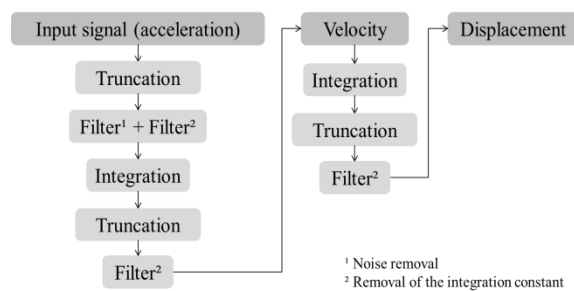 Input signal (acceleration)
Truncation
Filter¹ + Filter²
Integration
Truncation
Filter²
Velocity
Integration
Truncation
Filter²
Displacement
¹ Noise removal
² Removal of the integration constant